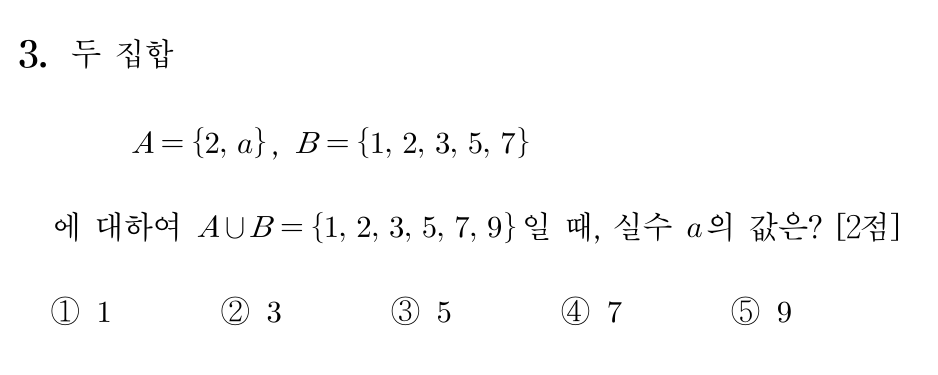 3. 두 집합
A = {2, a}, B = {1, 2, 3, 5, 7}
에 대하여 A∪B = {1, 2, 3, 5, 7, 9}일 때, 실수 a의 값은? [2점]
① 1 ② 3 ③ 5 ④ 7 ⑤ 9